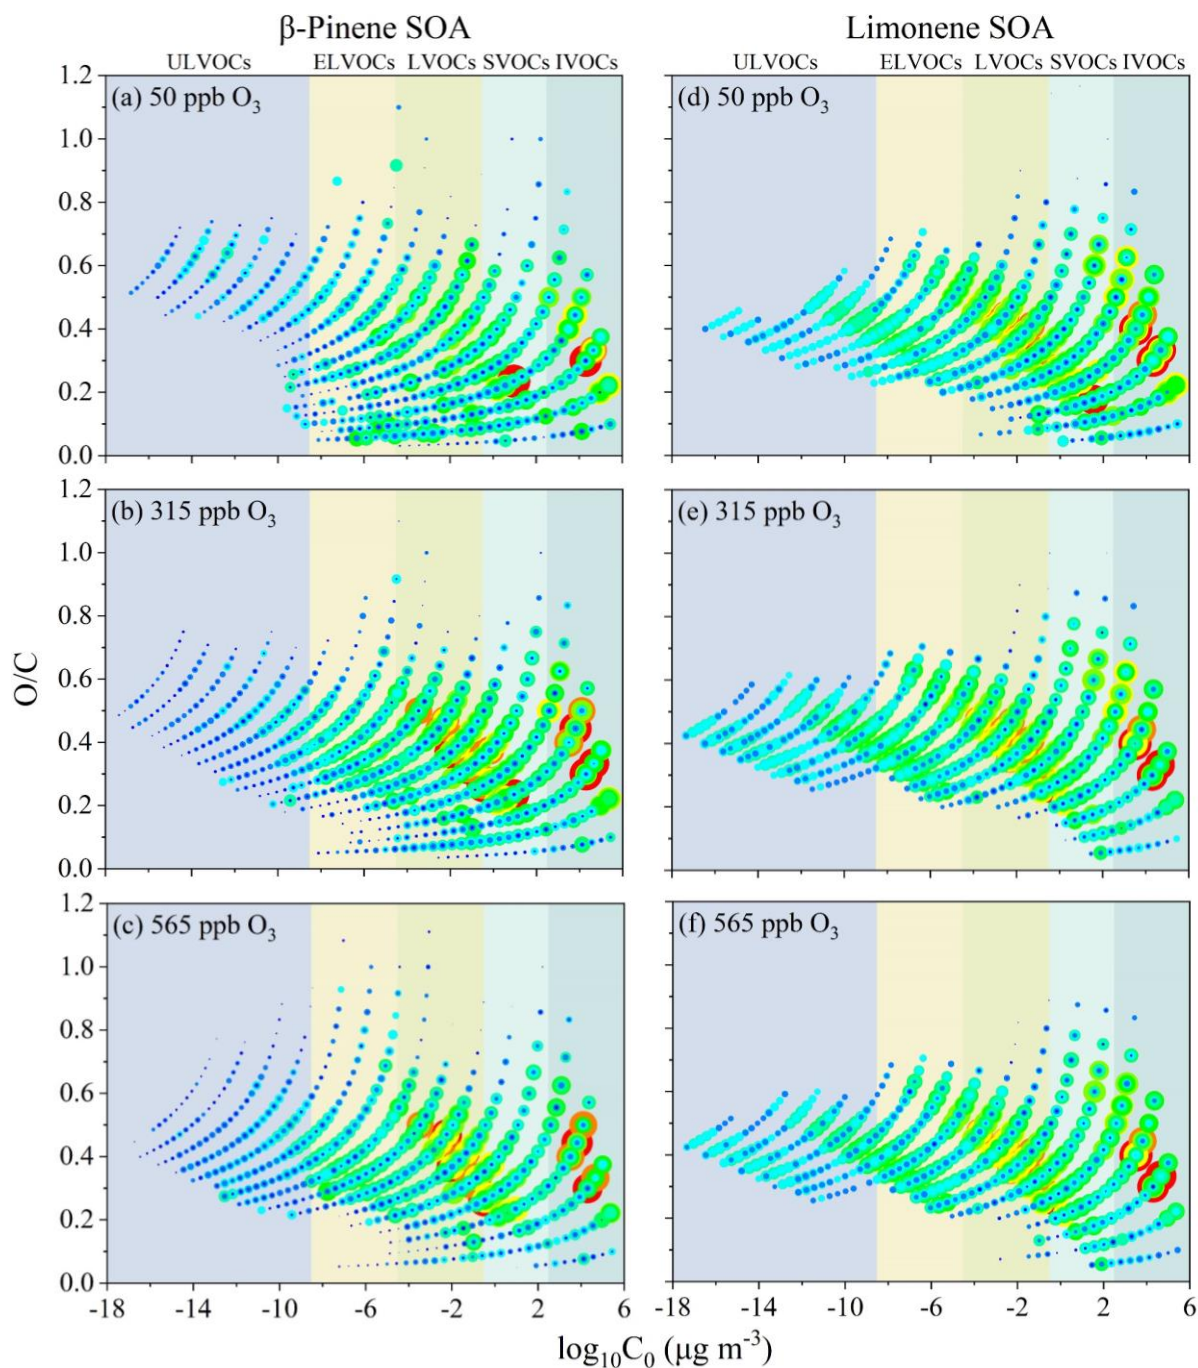 β-Pinene SOA Limonene SOA
ULVOCs ELVOCs LVOCs SVOCs IVOCs ULVOCs ELVOCs LVOCs SVOCs IVOCs
(a) 50 ppb O₃ (d) 50 ppb O₃
1.2
1.0
0.8
0.6
0.4
0.2
0.0
(b) 315 ppb O₃ (e) 315 ppb O₃
1.2
1.0
0.8
0.6
0.4
0.2
0.0
O/C
(c) 565 ppb O₃ (f) 565 ppb O₃
1.2
1.0
0.8
0.6
0.4
0.2
0.0
-18 -14 -10 -6 -2 2 6 -18 -14 -10 -6 -2 2 6
log₁₀C₀ (µg m⁻³)